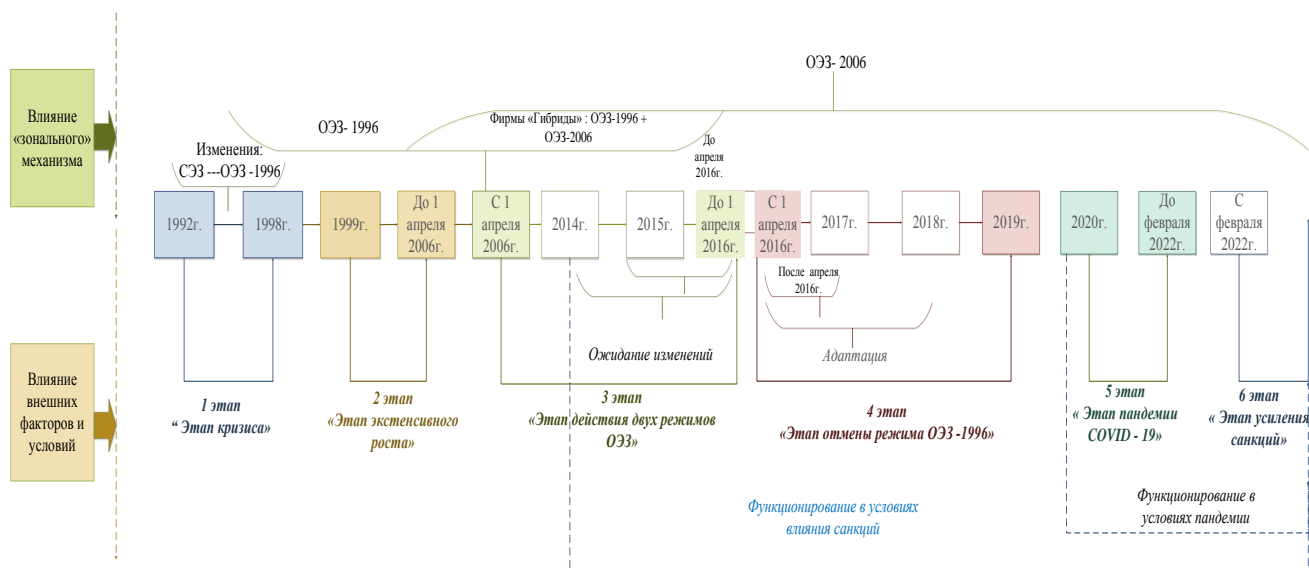 ОЭЗ- 2006
Влияние
«зонального»
механизма
ОЭЗ- 1996
Фирмы «Гибриды» : ОЭЗ-1996 +
ОЭЗ-2006
До
апреля
2016г.
Изменения:
СЭЗ ---ОЭЗ -1996
1992г.
1998г.
1999г.
До 1
апреля
2006г.
С 1
апреля
2006г.
2014г.
2015г.
До 1
апреля
2016г.
С 1
апреля
2016г.
2017г.
2018г.
2019г.
2020г.
До
февраля
2022г.
С
февраля
2022г.
После апреля
2016г.
Ожидание изменений
Адаптация
Влияние
внешних
факторов и
условий
1 этап
“ Этап кризиса»
2 этап
«Этап экстенсивного
роста»
3 этап
«Этап действия двух режимов
ОЭЗ»
4 этап
«Этап отмены режима ОЭЗ -1996»
5 этап
« Этап пандемии
COVID - 19»
6 этап
« Этап усиления
санкций»
Функционирование в условиях
влияния санкций
Функционирование в
условиях пандемии